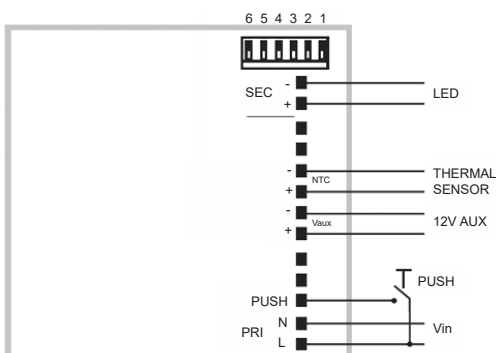 6 5 4 3 2 1
-
SEC
+
LED
-
NTC
+
THERMAL
SENSOR
-
Vaux
+
12V AUX
PUSH
PUSH
N
PRI
L
Vin